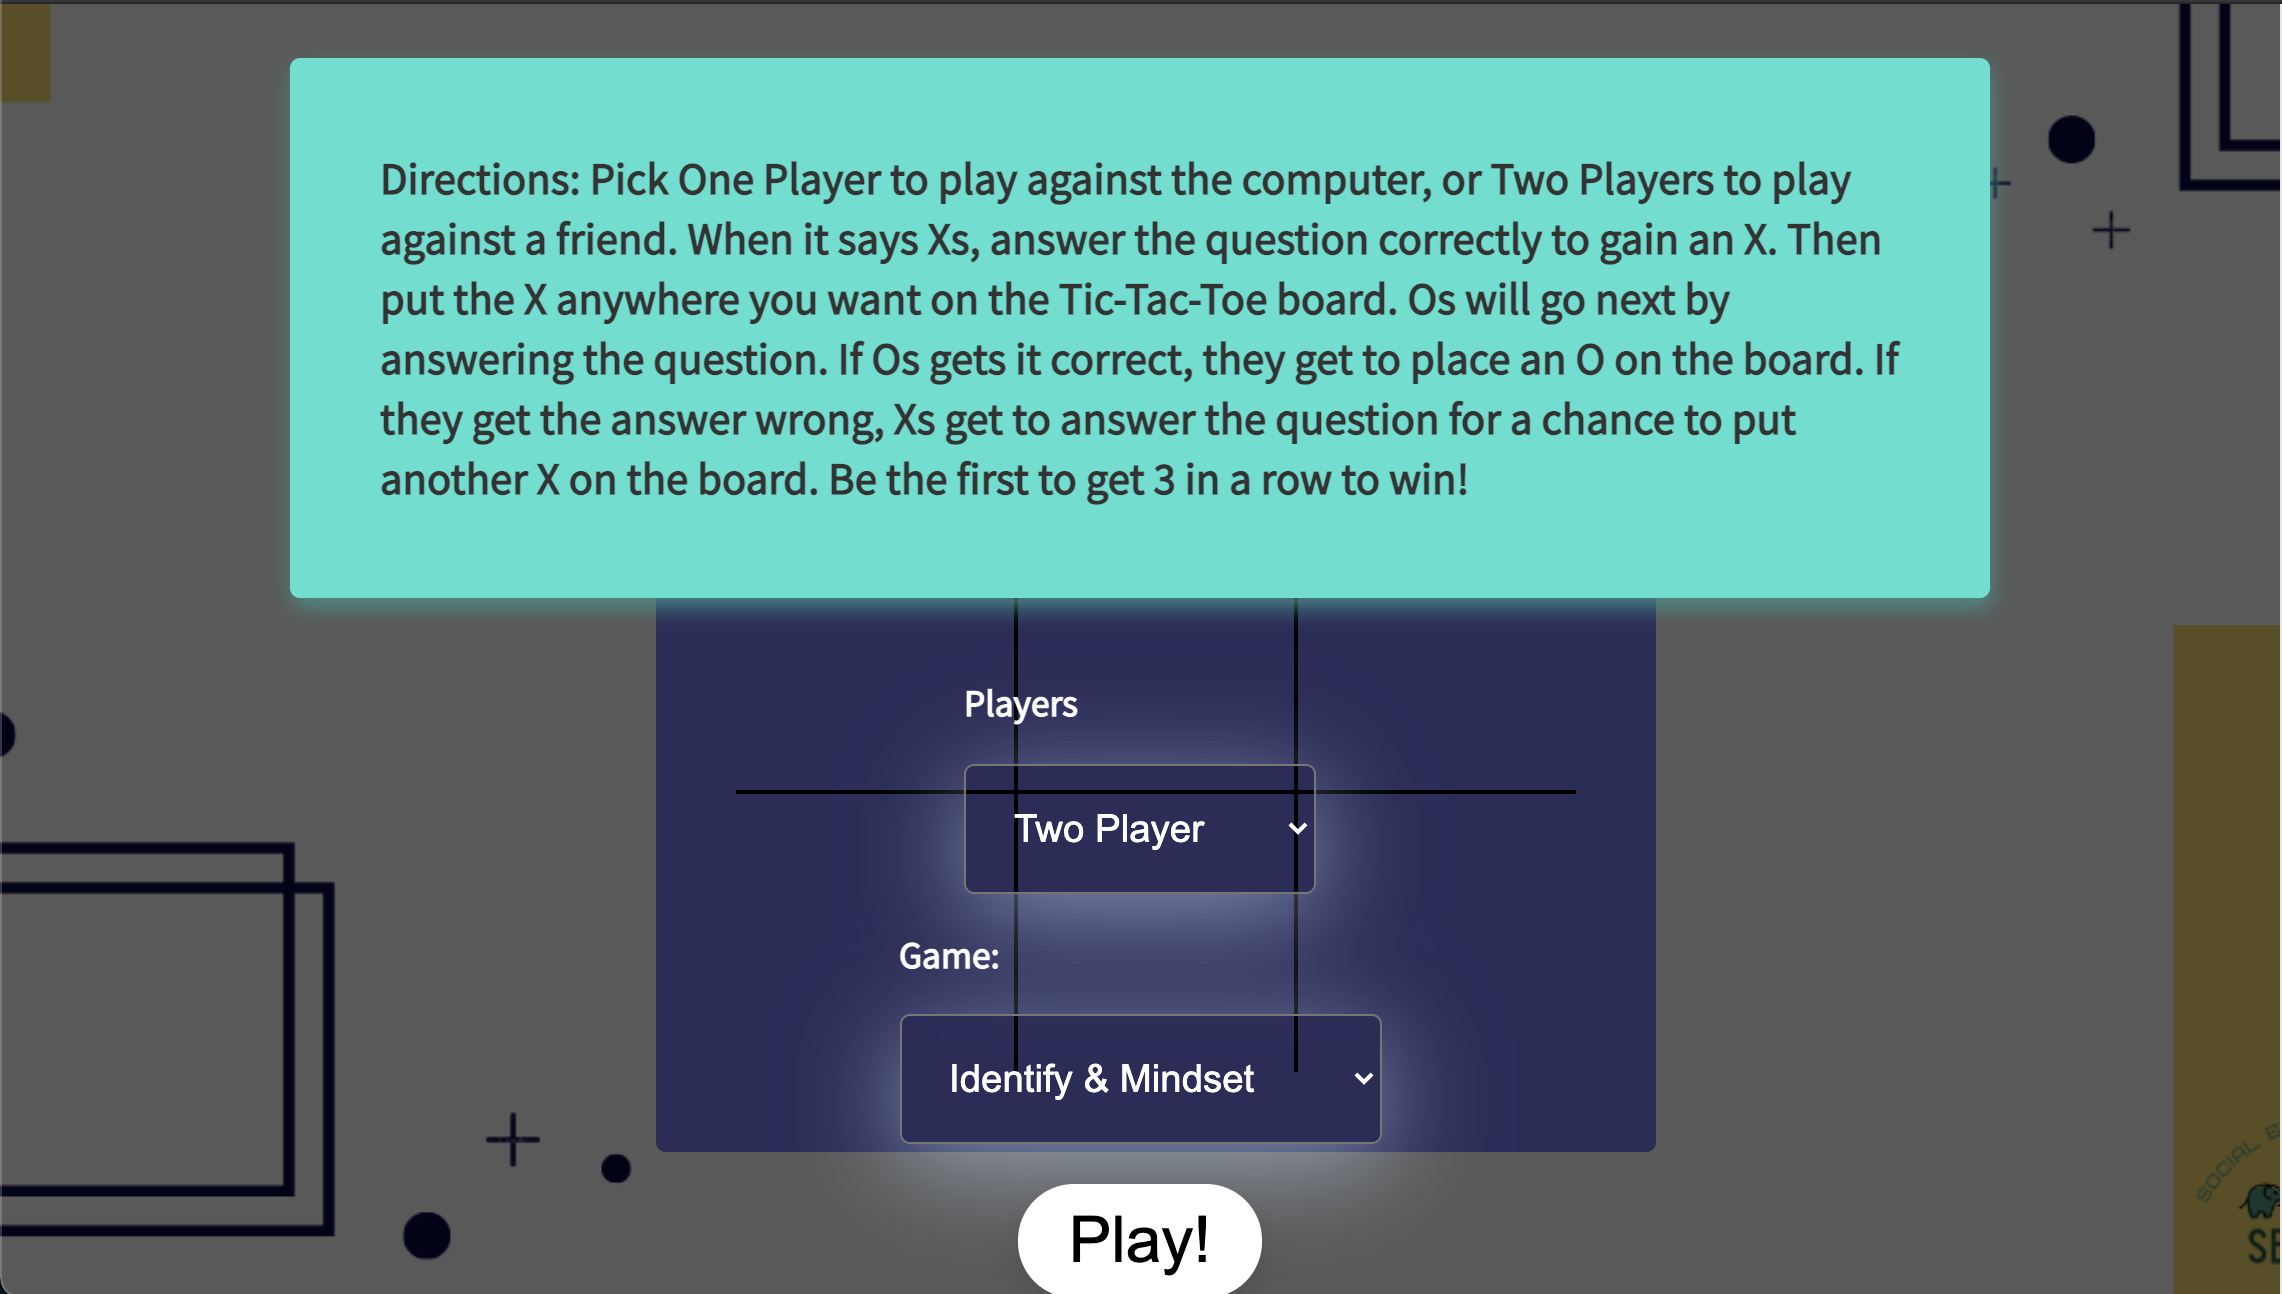 Directions: Pick One Player to play against the computer, or Two Players to play
against a friend. When it says Xs, answer the question correctly to gain an X. Then
put the X anywhere you want on the Tic-Tac-Toe board. Os will go next by
answering the question. If Os gets it correct, they get to place an O on the board. If
they get the answer wrong, Xs get to answer the question for a chance to put
another X on the board. Be the first to get 3 in a row to win!
Players
Two Player
Game:
Identify & Mindset
SOCIAL
Play!